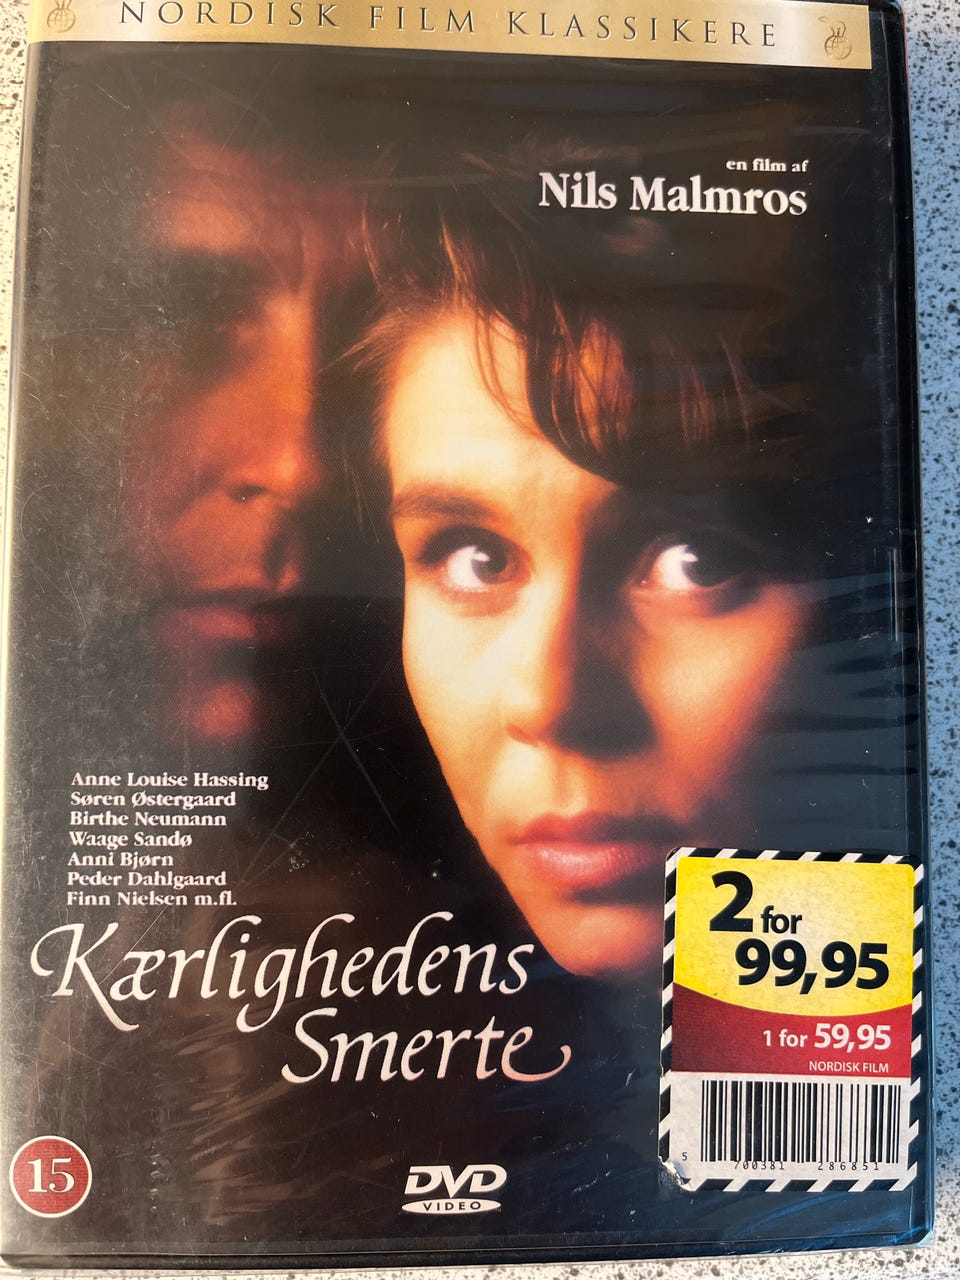 NORDISK FILM KLASSIKERE
en film af
Nils Malmros
Anne Louise Hassing
Søren Østergaard
Birthe Neumann
Waage Sandø
Anni Bjørn
Peder Dahlgaard
Finn Nielsen m.fl.
Kærlighedens
Smerte
2 for
99,95
1 for 59,95
NORDISK FILM
5 700381 286851
15
DVD
VIDEO